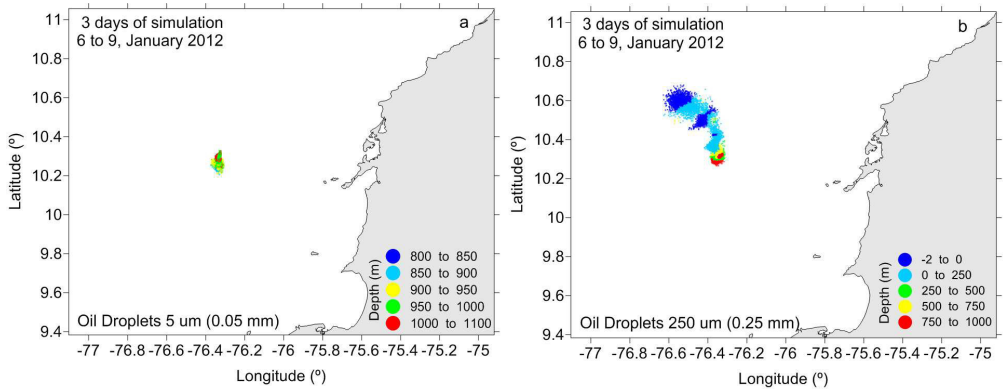 3 days of simulation
6 to 9, January 2012
a
11
10.8
10.6
10.4
10.2
10
9.8
9.6
9.4
Latitude (º)
Depth (m)
800 to 850
850 to 900
900 to 950
950 to 1000
1000 to 1100
Oil Droplets 5 um (0.05 mm)
-77 -76.8 -76.6 -76.4 -76.2 -76 -75.8 -75.6 -75.4 -75.2 -75
Longitude (º)
3 days of simulation
6 to 9, January 2012
b
11
10.8
10.6
10.4
10.2
10
9.8
9.6
9.4
Latitude (º)
Depth (m)
-2 to 0
0 to 250
250 to 500
500 to 750
750 to 1000
Oil Droplets 250 um (0.25 mm)
-77 -76.8 -76.6 -76.4 -76.2 -76 -75.8 -75.6 -75.4 -75.2 -75
Longitude (º)